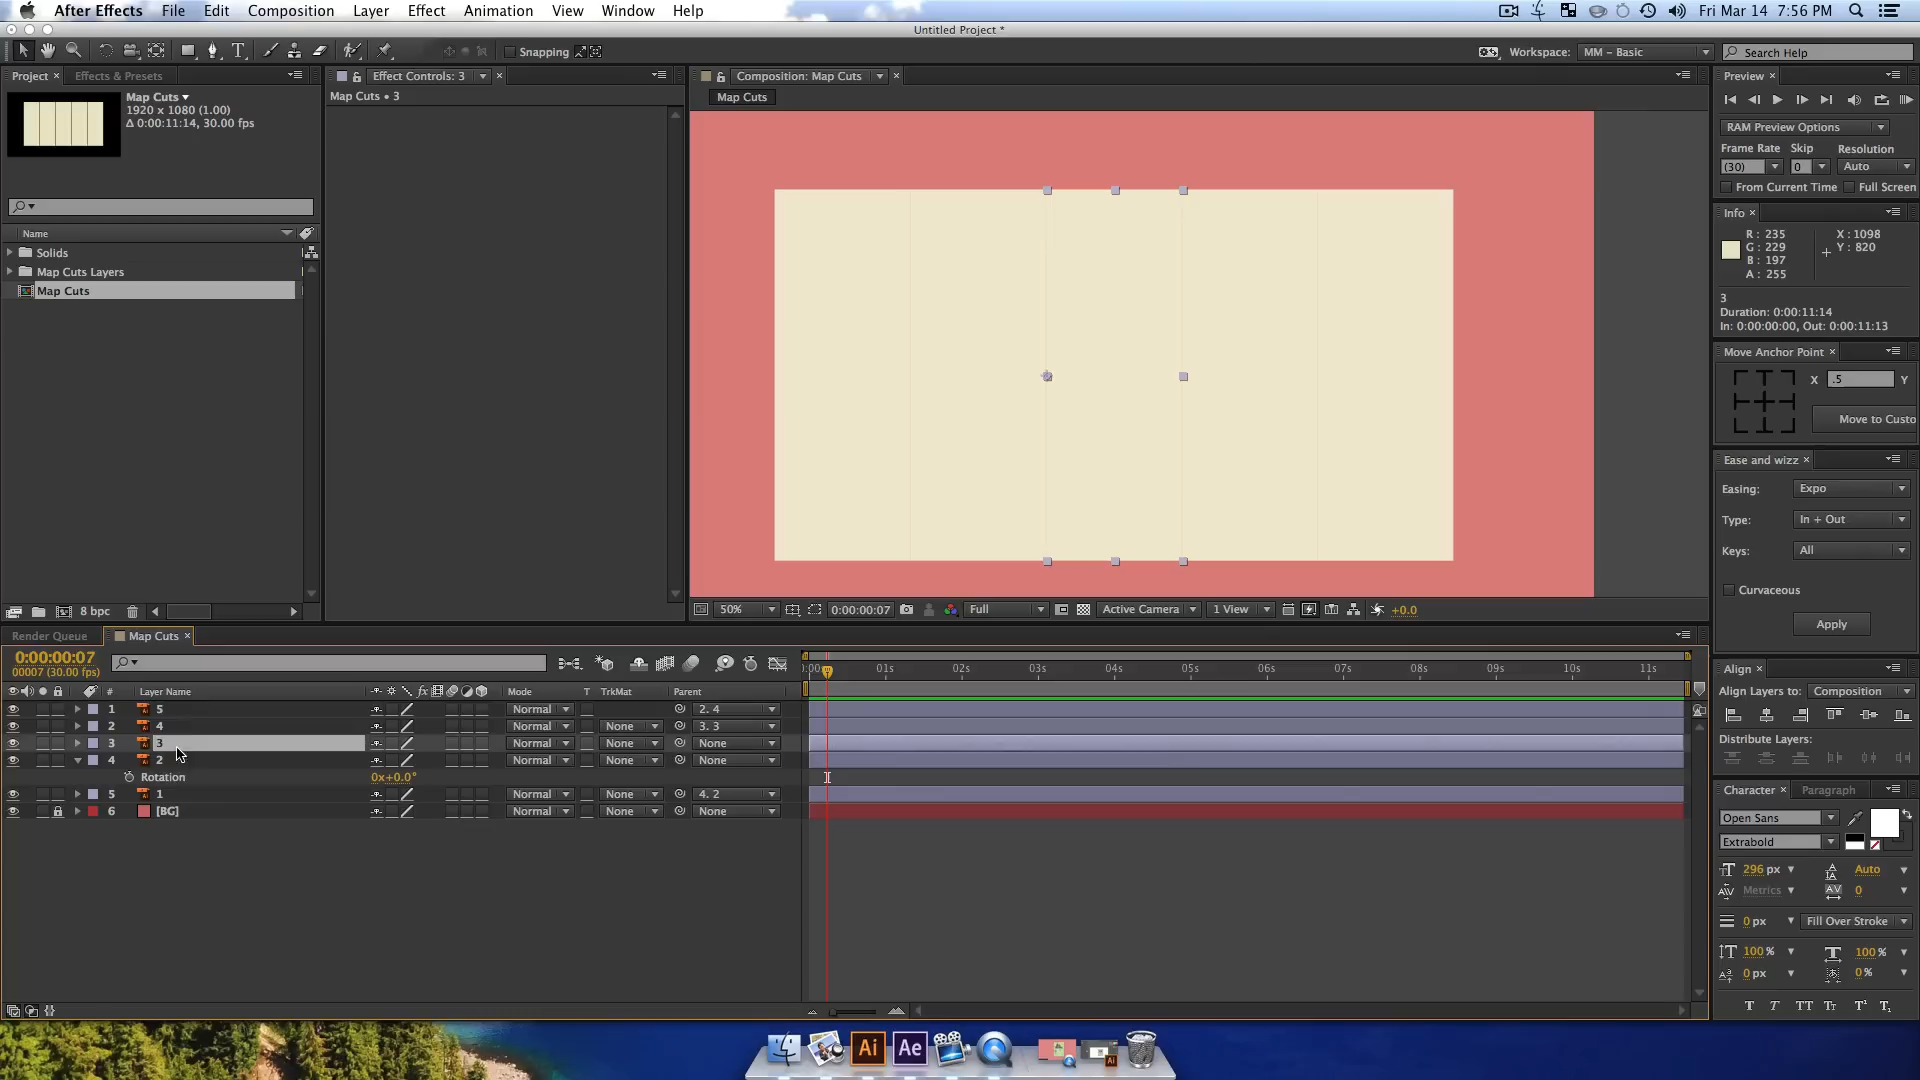 After Effects File Edit Composition Layer Effect Animation View Window Help Fri Mar 14 7:56 PM
Untitled Project *
T Snapping Workspace: MM – Basic Search Help
Project × Effects & Presets Effect Controls: 3 × Composition: Map Cuts × Preview ×
Map Cuts
1920 x 1080 (1.00)
Δ 0:00:11:14, 30.00 fps
Map Cuts • 3
Map Cuts
RAM Preview Options
Frame Rate Skip Resolution
(30) 0 Auto
From Current Time Full Screen
Info ×
R : 235 X : 1098
G : 229 Y : 820
B : 197
A : 255
3
Duration: 0:00:11:14
In: 0:00:00:00, Out: 0:00:11:13
Name
Solids
Map Cuts Layers
Map Cuts
Move Anchor Point ×
X .5 Y
Move to Custo
Ease and wizz ×
Easing: Expo
Type: In + Out
Keys: All
Curvaceous
Apply
8 bpc
50% 0:00:00:07 Full Active Camera 1 View +0.0
Render Queue Map Cuts ×
0:00:00:07
00007 (30.00 fps)
:00 01s 02s 03s 04s 05s 06s 07s 08s 09s 10s 11s
# Layer Name fx Mode T TrkMat Parent
1 5 Normal 2. 4
2 4 Normal None 3. 3
3 3 Normal None None
4 2 Normal None None
Rotation 0x+0.0°
5 1 Normal None 4. 2
6 [BG] Normal None None
Align ×
Align Layers to: Composition
Distribute Layers:
Character × Paragraph
Open Sans
Extrabold
296 px Auto
Metrics 0
0 px Fill Over Stroke
100 % 100 %
0 px 0 %
T T TT Tt T¹ T₁
Ai Ae